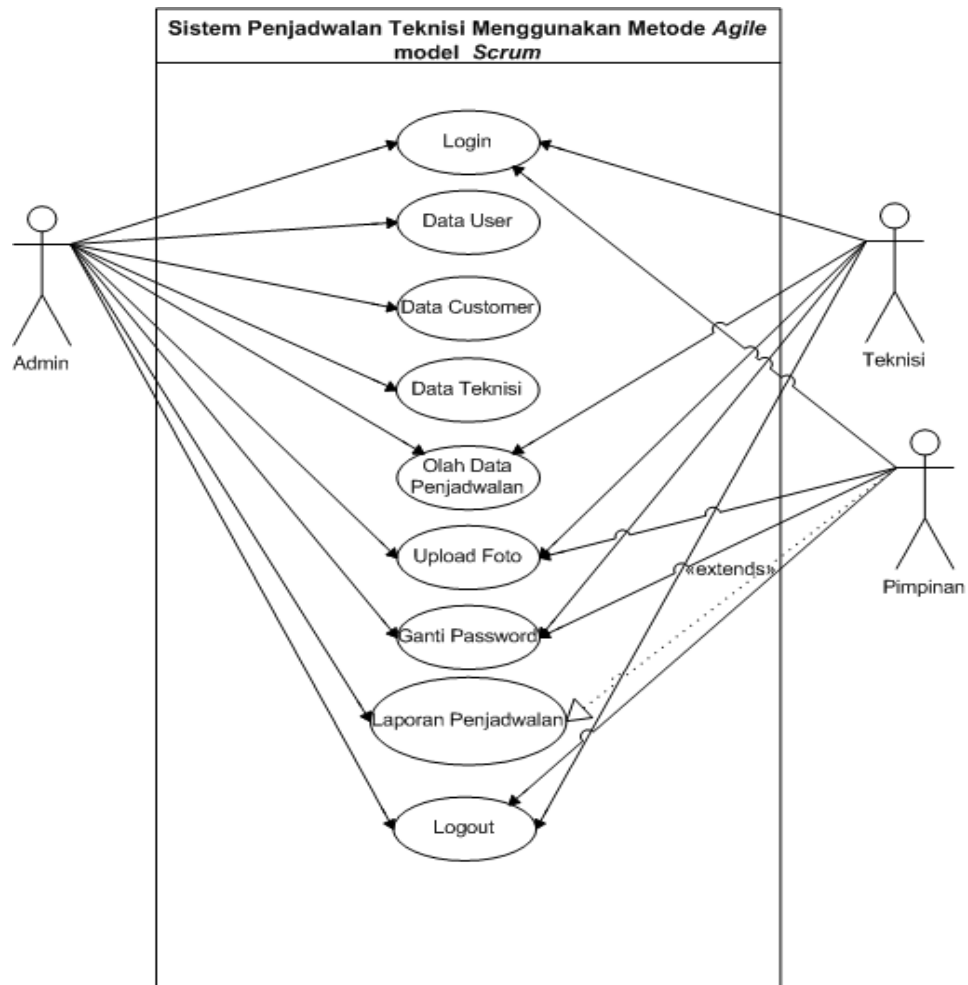 Sistem Penjadwalan Teknisi Menggunakan Metode Agile
model Scrum
Login
Data User
Data Customer
Admin
Teknisi
Data Teknisi
Olah Data
Penjadwalan
Upload Foto
«extends»
Pimpinan
Ganti Password
Laporan Penjadwalan
Logout